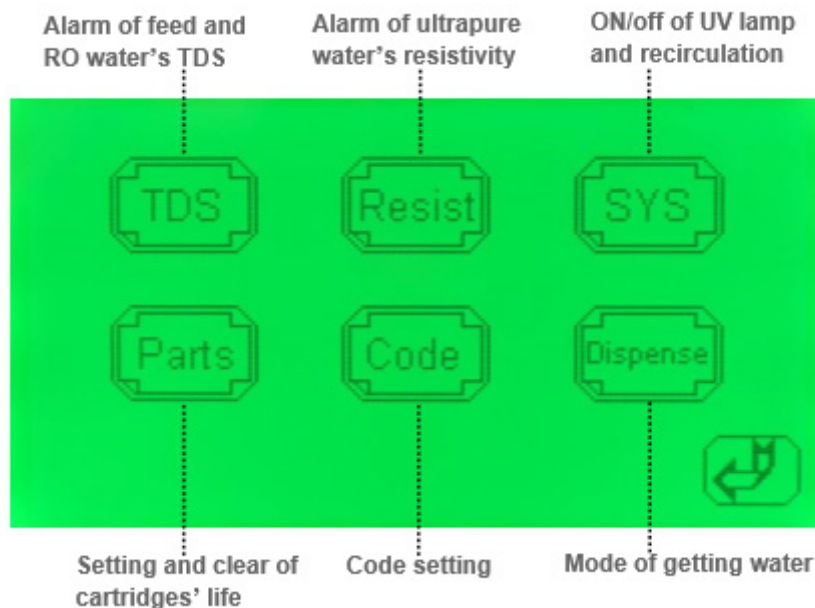 Alarm of feed and
RO water's TDS
Alarm of ultrapure
water's resistivity
ON/off of UV lamp
and recirculation
TDS
Resist
SYS
Parts
Code
Dispense
Setting and clear of
cartridges' life
Code setting
Mode of getting water